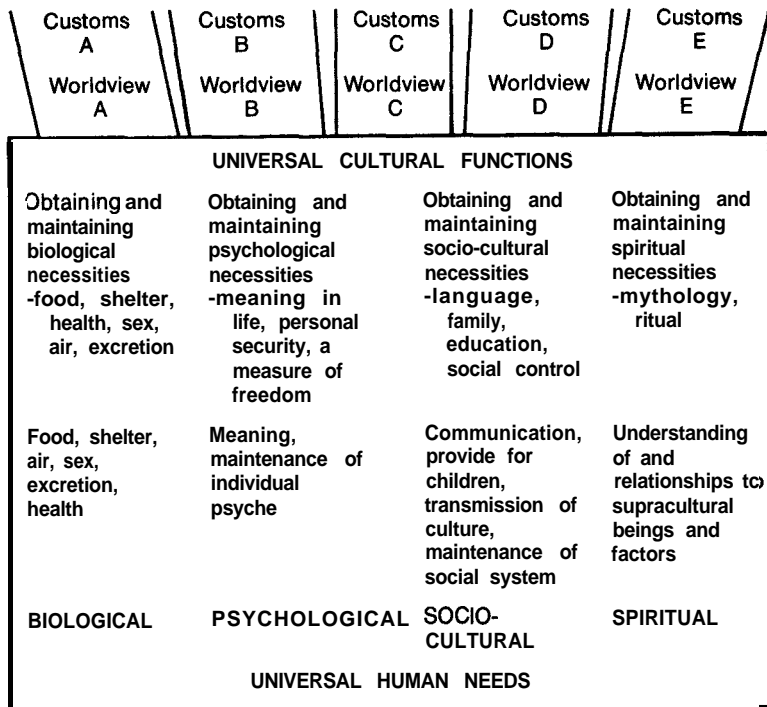 Customs
A
Worldview
A
Customs
B
Worldview
B
Customs
C
Worldview
C
Customs
D
Worldview
D
Customs
E
Worldview
E
UNIVERSAL CULTURAL FUNCTIONS
Obtaining and
maintaining
biological
necessities
-food, shelter,
health, sex,
air, excretion
Obtaining and
maintaining
psychological
necessities
-meaning in
life, personal
security, a
measure of
freedom
Obtaining and
maintaining
socio-cultural
necessities
-language,
family,
education,
social control
Obtaining and
maintaining
spiritual
necessities
-mythology,
ritual
Food, shelter,
air, sex,
excretion,
health
Meaning,
maintenance of
individual
psyche
Communication,
provide for
children,
transmission of
culture,
maintenance of
social system
Understanding
of and
relationships to
supracultural
beings and
factors
BIOLOGICAL
PSYCHOLOGICAL
SOCIO-
CULTURAL
SPIRITUAL
UNIVERSAL HUMAN NEEDS